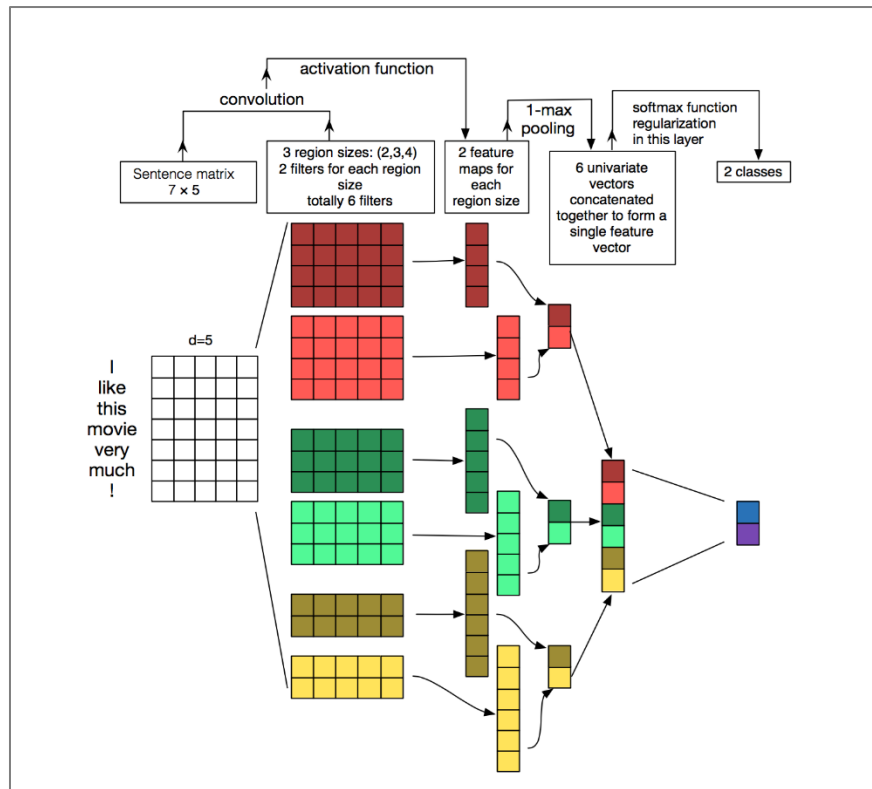 activation function
convolution
1-max
pooling
softmax function
regularization
in this layer
3 region sizes: (2,3,4)
2 filters for each region
size
totally 6 filters
2 feature
maps for
each
region size
Sentence matrix
7 × 5
6 univariate
vectors
concatenated
together to form a
single feature
vector
2 classes
d=5
I
like
this
movie
very
much
!